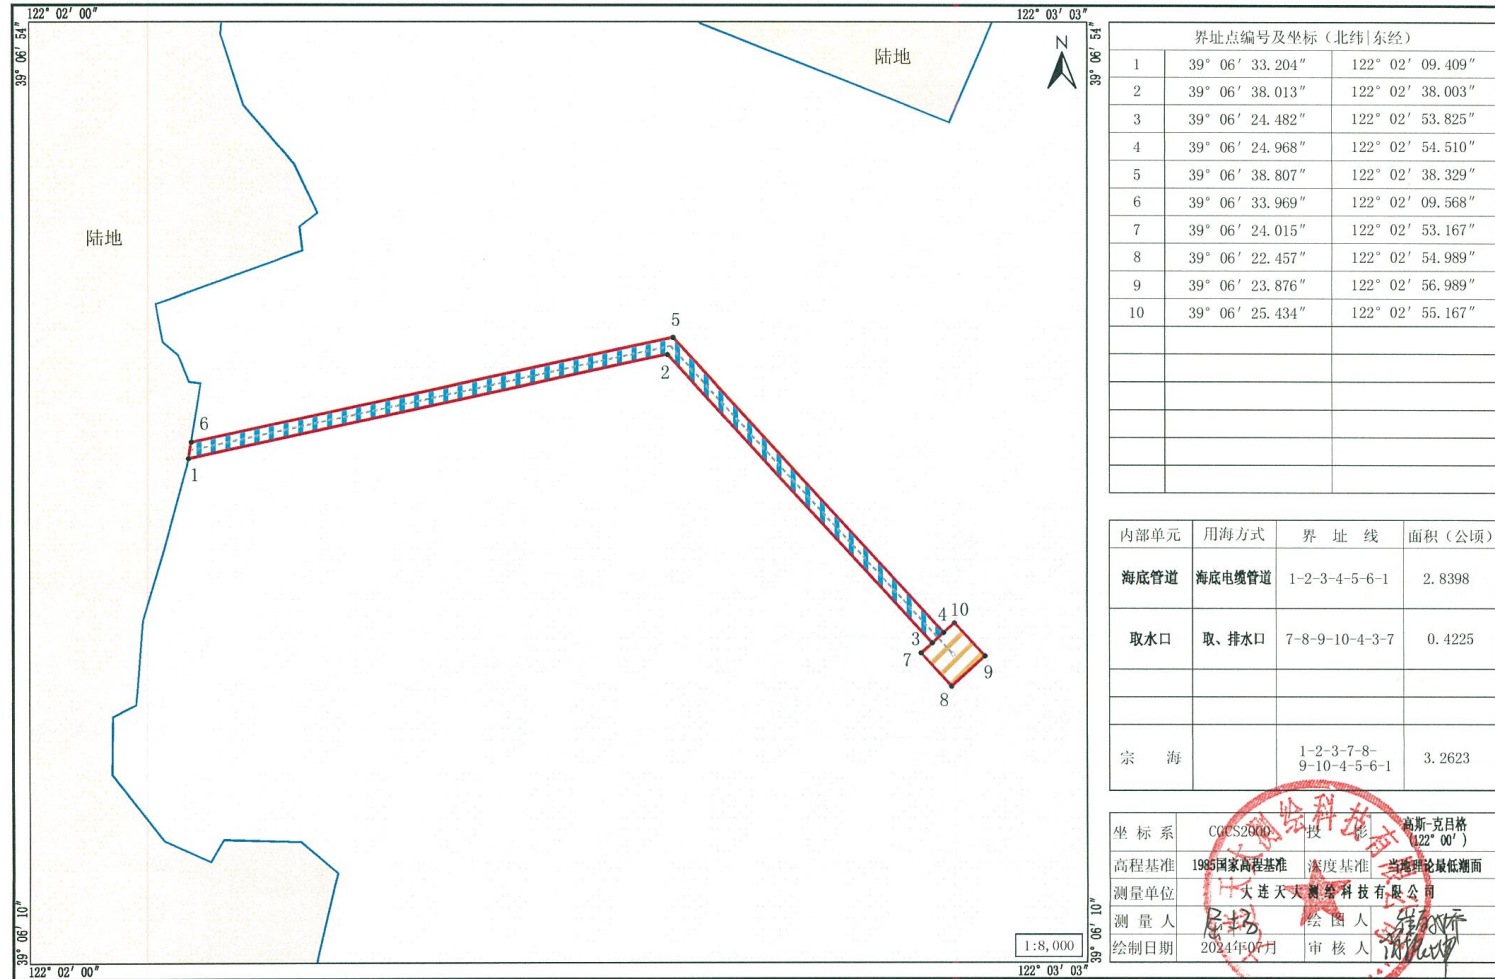 122° 02′ 00″
122° 03′ 03″
39° 06′ 54″
39° 06′ 54″
N
陆地
陆地
5
2
6
1
4
10
3
7
9
8
1:8,000
39° 06′ 10″
39° 06′ 10″
122° 02′ 00″
122° 03′ 03″
界址点编号及坐标（北纬|东经）
1 39° 06′ 33.204″ 122° 02′ 09.409″
2 39° 06′ 38.013″ 122° 02′ 38.003″
3 39° 06′ 24.482″ 122° 02′ 53.825″
4 39° 06′ 24.968″ 122° 02′ 54.510″
5 39° 06′ 38.807″ 122° 02′ 38.329″
6 39° 06′ 33.969″ 122° 02′ 09.568″
7 39° 06′ 24.015″ 122° 02′ 53.167″
8 39° 06′ 22.457″ 122° 02′ 54.989″
9 39° 06′ 23.876″ 122° 02′ 56.989″
10 39° 06′ 25.434″ 122° 02′ 55.167″
内部单元 用海方式 界 址 线 面积（公顷）
海底管道 海底电缆管道 1-2-3-4-5-6-1 2.8398
取水口 取、排水口 7-8-9-10-4-3-7 0.4225
宗 海 1-2-3-7-8-
9-10-4-5-6-1 3.2623
坐 标 系 CGCS2000 投 影 高斯-克吕格
(122° 00′)
高程基准 1985国家高程基准 深度基准 当地理论最低潮面
测量单位 大连天大测绘科技有限公司
测 量 人 绘 图 人
绘制日期 2024年07月 审 核 人